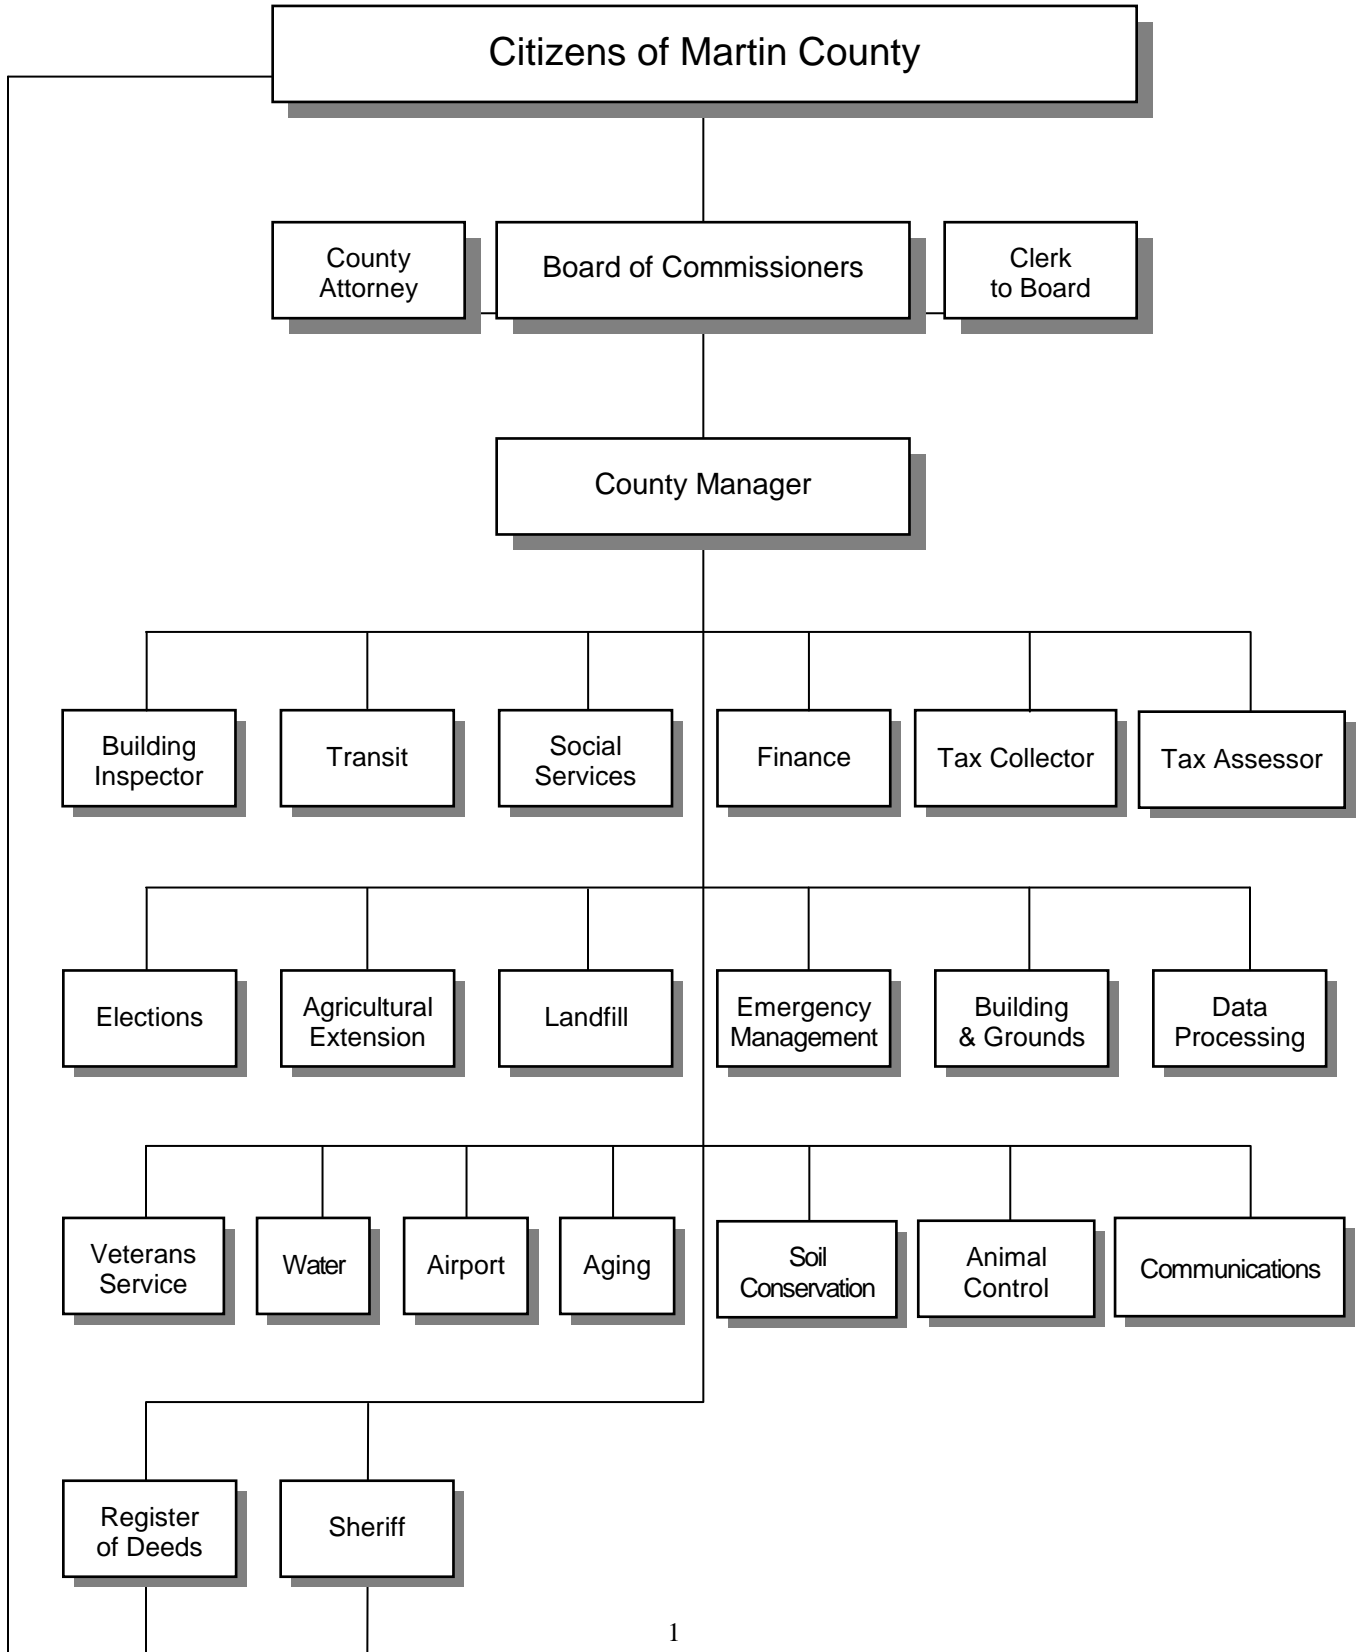 Citizens of Martin County
County
Attorney
Board of Commissioners
Clerk
to Board
County Manager
Building
Inspector
Transit
Social
Services
Finance
Tax Collector
Tax Assessor
Elections
Agricultural
Extension
Landfill
Emergency
Management
Building
& Grounds
Data
Processing
Veterans
Service
Water
Airport
Aging
Soil
Conservation
Animal
Control
Communications
Register
of Deeds
Sheriff
1